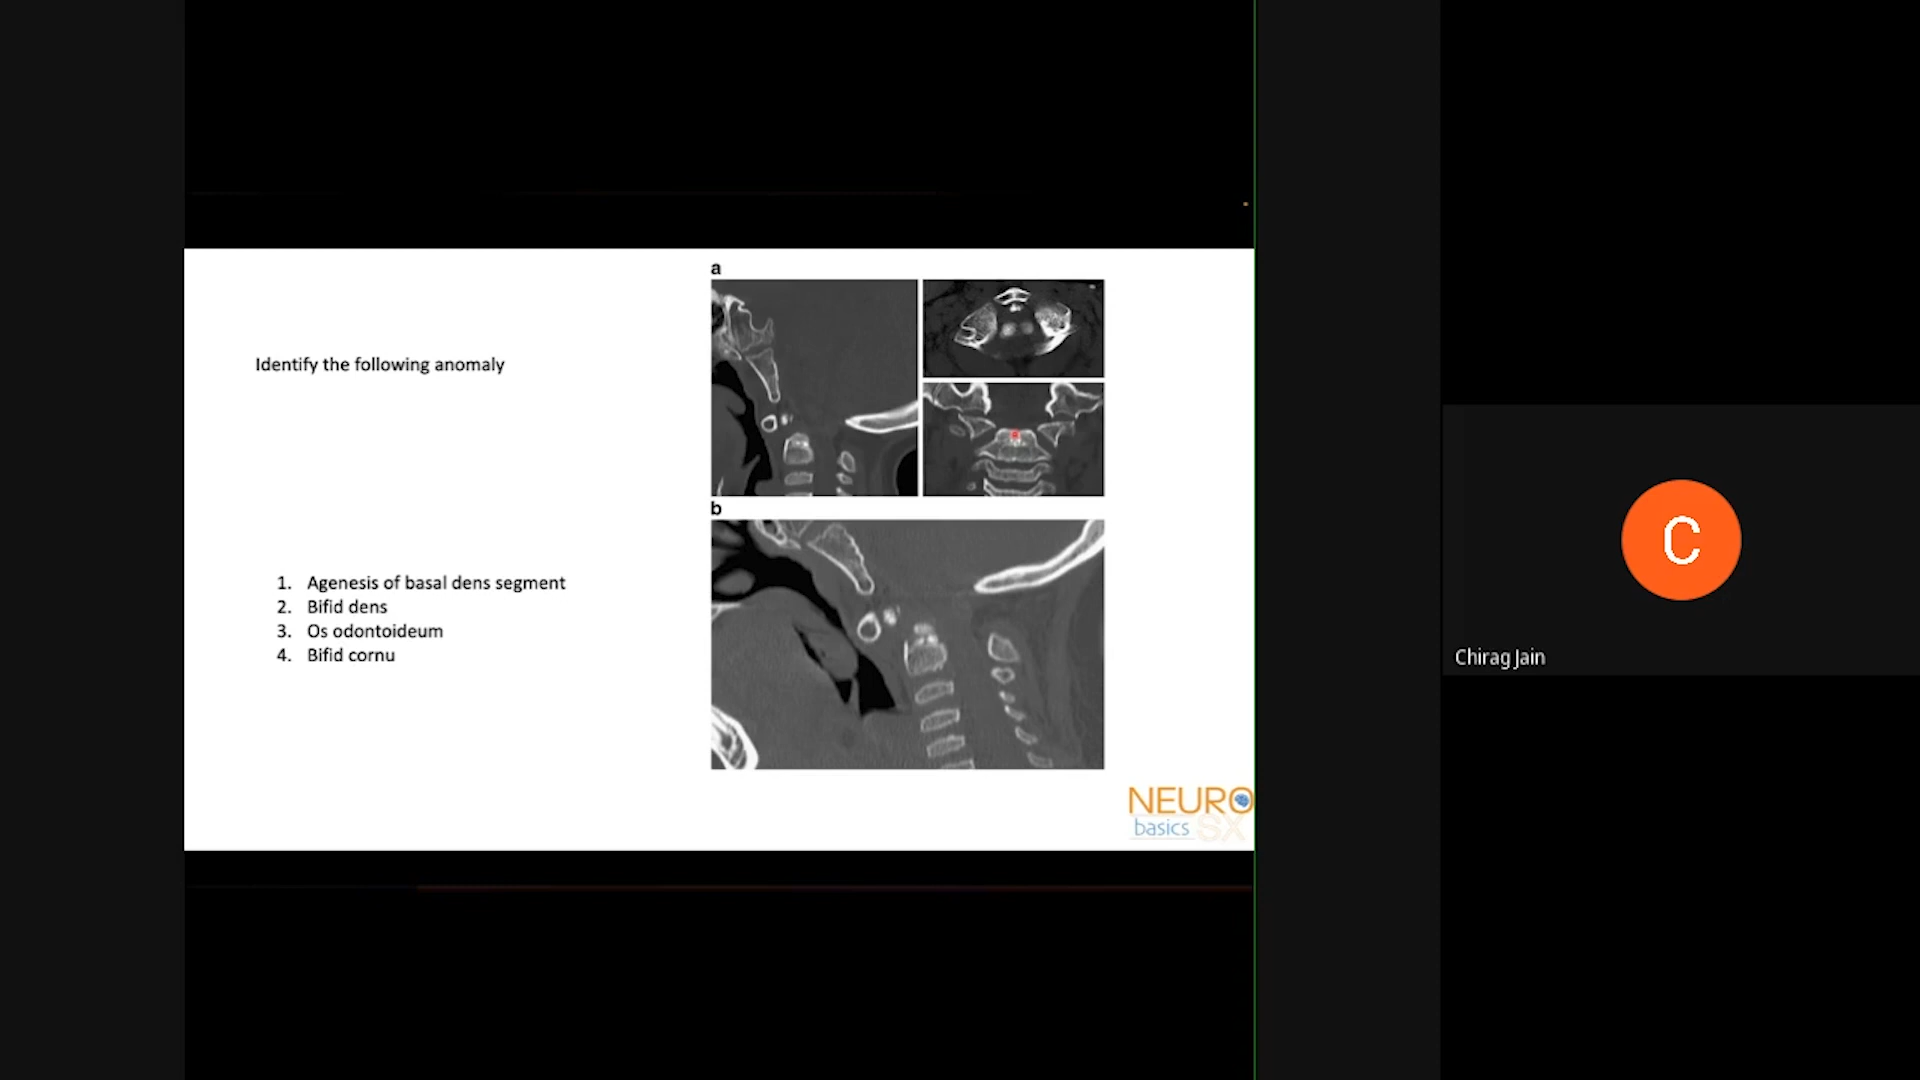 a
Identify the following anomaly
b
1. Agenesis of basal dens segment
2. Bifid dens
3. Os odontoideum
4. Bifid cornu
NEURO
basics SX
C
Chirag Jain